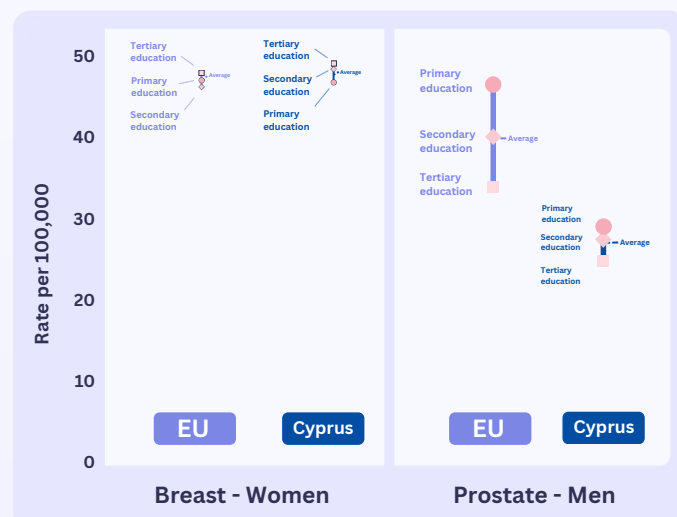 Rate per 100,000
50
40
30
20
10
0
Tertiary
education
Primary
education
Secondary
education
Average
Tertiary
education
Secondary
education
Primary
education
Average
EU
Cyprus
Breast - Women
Primary
education
Secondary
education
Tertiary
education
Average
Primary
education
Secondary
education
Tertiary
education
Average
EU
Cyprus
Prostate - Men